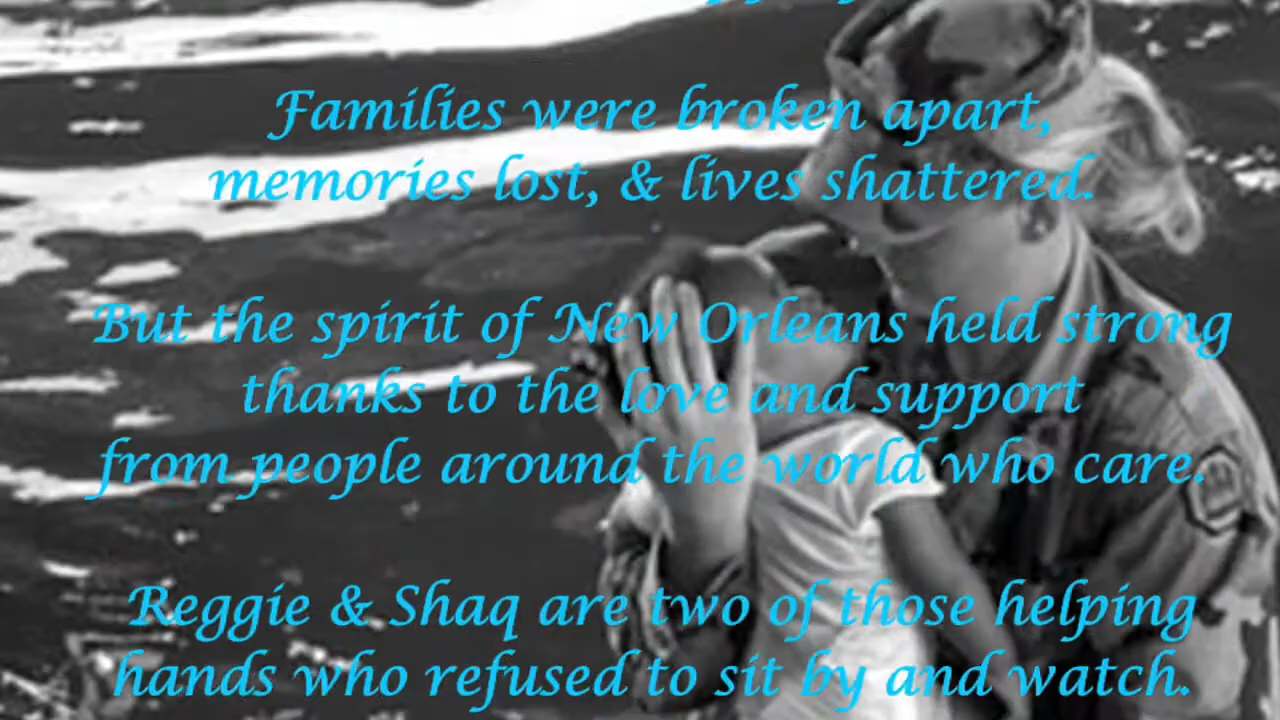 Families were broken apart,
memories lost, & lives shattered.
But the spirit of New Orleans held strong
thanks to the love and support
from people around the world who care.
Reggie & Shaq are two of those helping
hands who refused to sit by and watch.